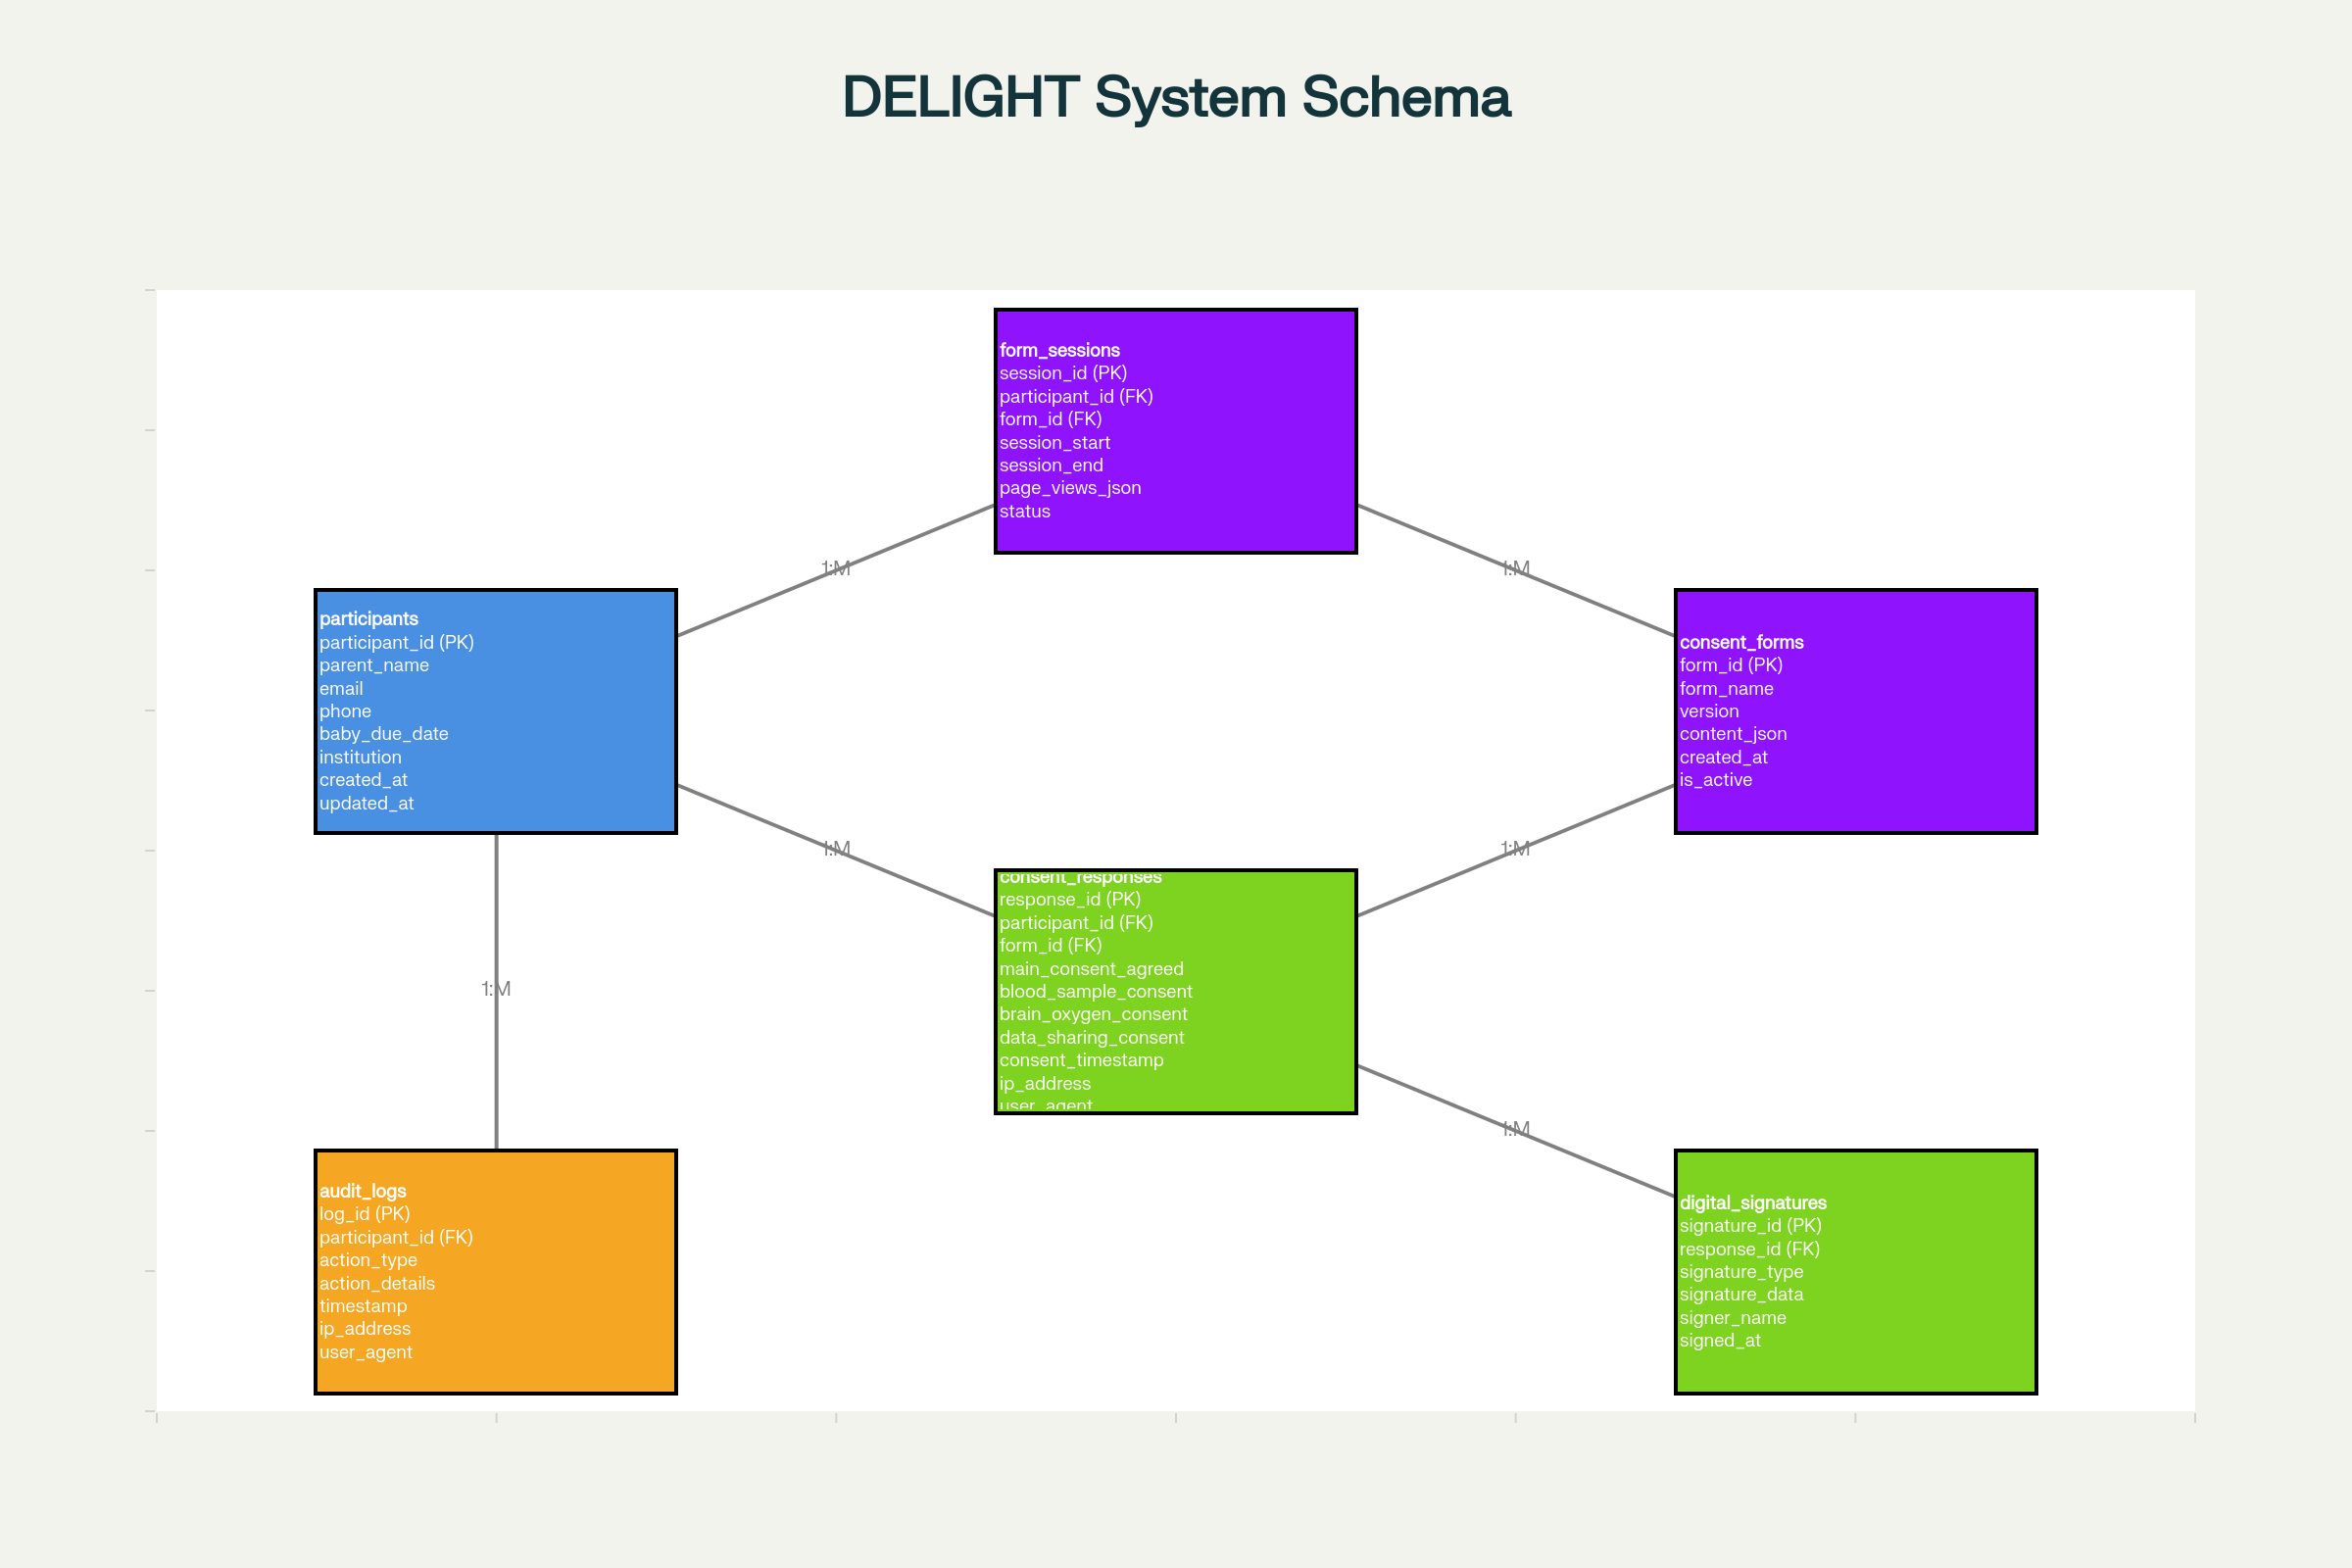 DELIGHT System Schema
form_sessions
session_id (PK)
participant_id (FK)
form_id (FK)
session_start
session_end
page_views_json
status
1:M
1:M
participants
participant_id (PK)
parent_name
email
phone
baby_due_date
institution
created_at
updated_at
consent_forms
form_id (PK)
form_name
version
content_json
created_at
is_active
1:M
1:M
consent_responses
response_id (PK)
participant_id (FK)
form_id (FK)
main_consent_agreed
blood_sample_consent
brain_oxygen_consent
data_sharing_consent
consent_timestamp
ip_address
user_agent
1:M
1:M
audit_logs
log_id (PK)
participant_id (FK)
action_type
action_details
timestamp
ip_address
user_agent
digital_signatures
signature_id (PK)
response_id (FK)
signature_type
signature_data
signer_name
signed_at